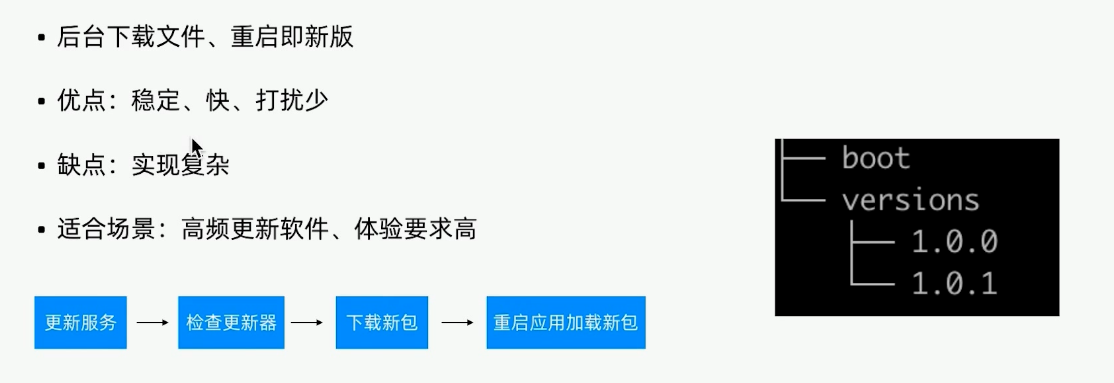 后台下载文件、重启即新版
优点：稳定、快、打扰少
缺点：实现复杂
适合场景：高频更新软件、体验要求高
boot
versions
1.0.0
1.0.1
更新服务
检查更新器
下载新包
重启应用加载新包